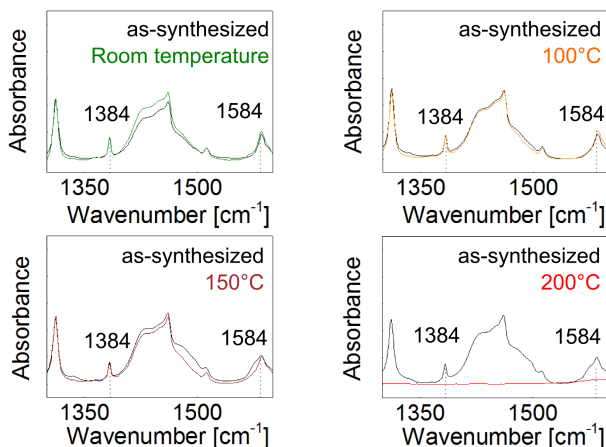 as-synthesized
Room temperature
1384
1584
Absorbance
1350
1500
Wavenumber [cm⁻¹]
as-synthesized
100°C
1384
1584
Absorbance
1350
1500
Wavenumber [cm⁻¹]
as-synthesized
150°C
1384
1584
Absorbance
1350
1500
Wavenumber [cm⁻¹]
as-synthesized
200°C
1384
1584
Absorbance
1350
1500
Wavenumber [cm⁻¹]